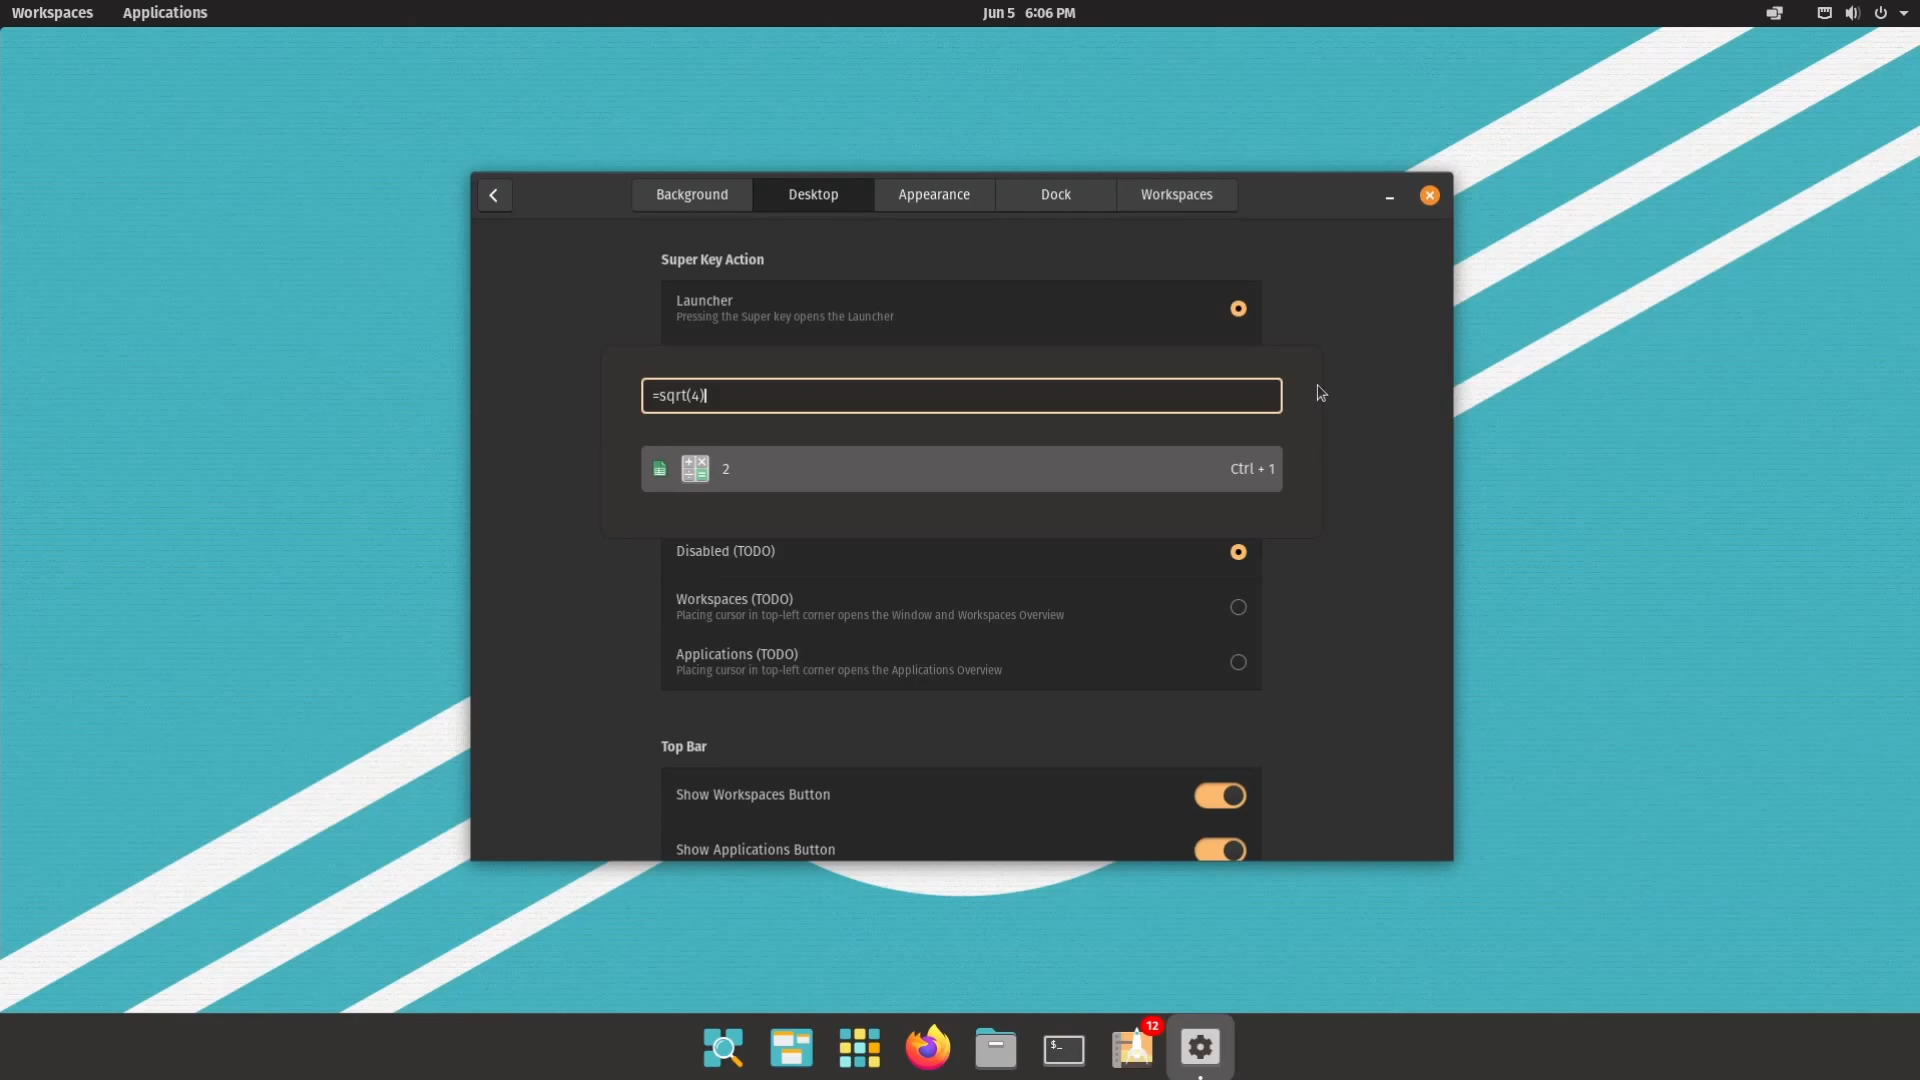 Workspaces Applications Jun 5 6:06 PM
Background Desktop Appearance Dock Workspaces
Super Key Action
Launcher
Pressing the Super key opens the Launcher
=sqrt(4)
2 Ctrl + 1
Disabled (TODO)
Workspaces (TODO)
Placing cursor in top-left corner opens the Window and Workspaces Overview
Applications (TODO)
Placing cursor in top-left corner opens the Applications Overview
Top Bar
Show Workspaces Button
Show Applications Button
$_
12